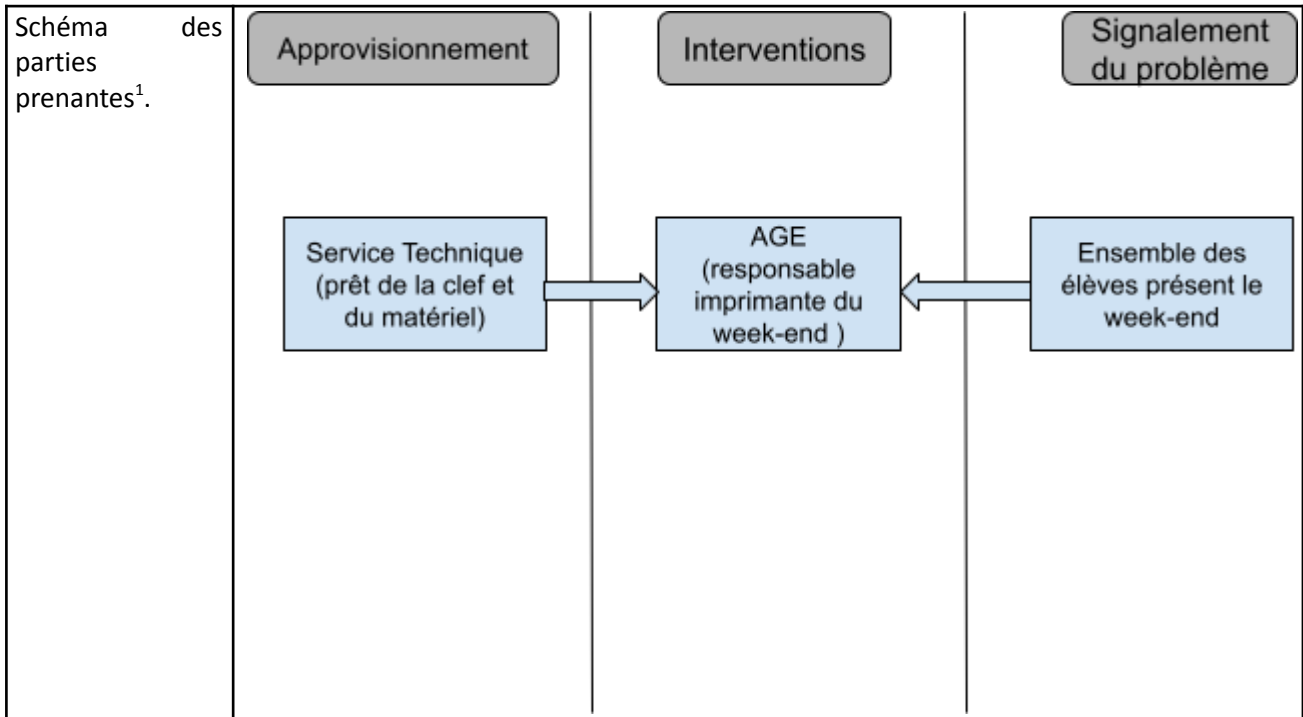 Schéma des
parties
prenantes¹.
Approvisionnement
Interventions
Signalement
du problème
Service Technique
(prêt de la clef et
du matériel)
AGE
(responsable
imprimante du
week-end )
Ensemble des
élèves présent le
week-end